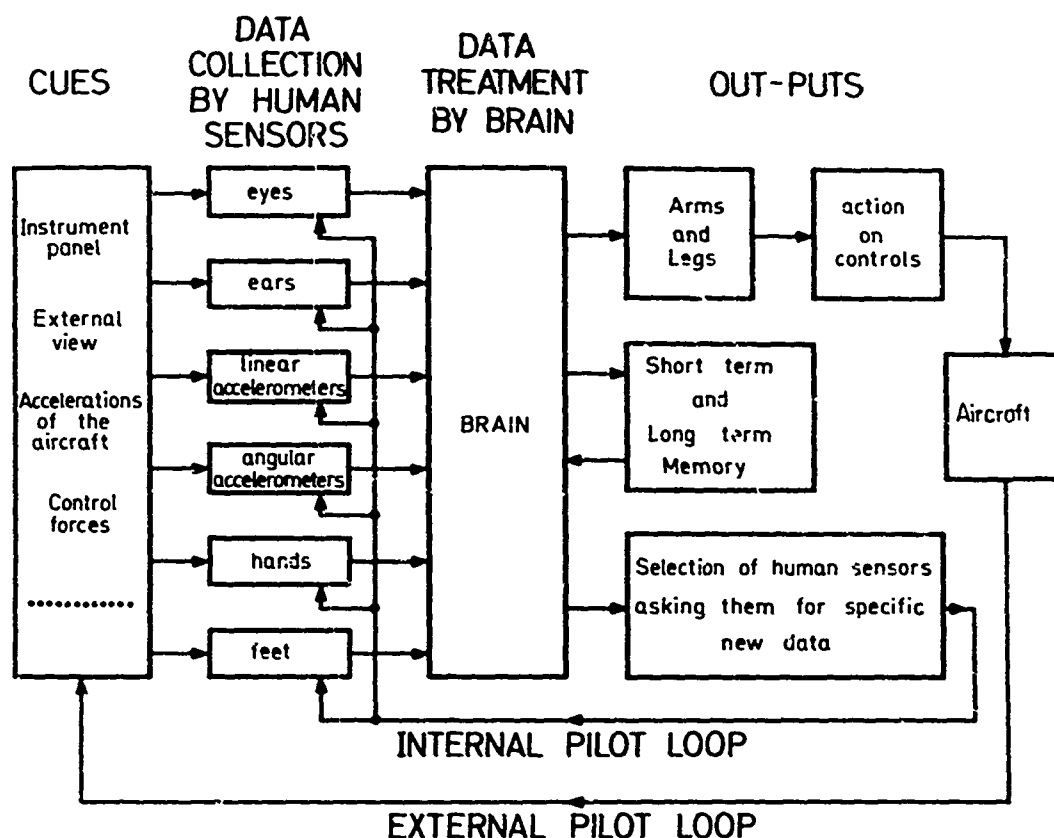 CUES
DATA
COLLECTION
BY HUMAN
SENSORS
DATA
TREATMENT
BY BRAIN
OUT-PUTS
Instrument
panel
External
view
Accelerations
of the
aircraft
Control
forces
..............
eyes
ears
linear
accelerometers
angular
accelerometers
hands
feet
BRAIN
Arms
and
Legs
action
on
controls
Short term
and
Long term
Memory
Selection of human sensors
asking them for specific
new data
Aircraft
INTERNAL PILOT LOOP
EXTERNAL PILOT LOOP